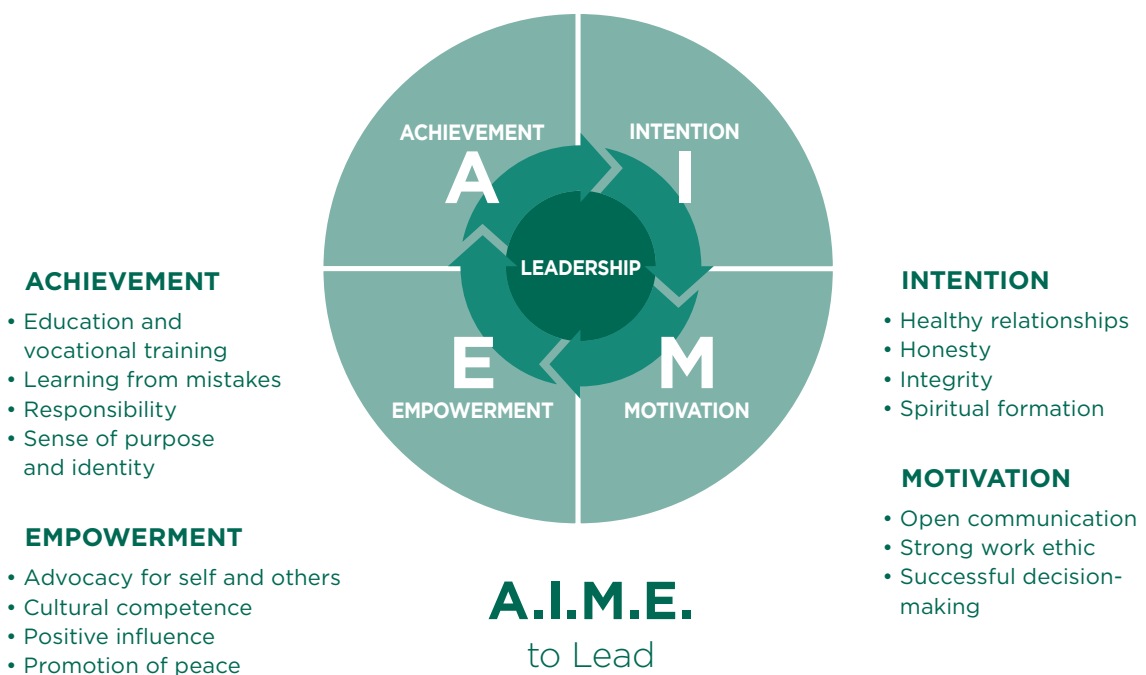 ACHIEVEMENT
A
INTENTION
I
LEADERSHIP
E
EMPOWERMENT
M
MOTIVATION
ACHIEVEMENT
• Education and
vocational training
• Learning from mistakes
• Responsibility
• Sense of purpose
and identity
EMPOWERMENT
• Advocacy for self and others
• Cultural competence
• Positive influence
• Promotion of peace
INTENTION
• Healthy relationships
• Honesty
• Integrity
• Spiritual formation
MOTIVATION
• Open communication
• Strong work ethic
• Successful decision-
making
A.I.M.E.
to Lead